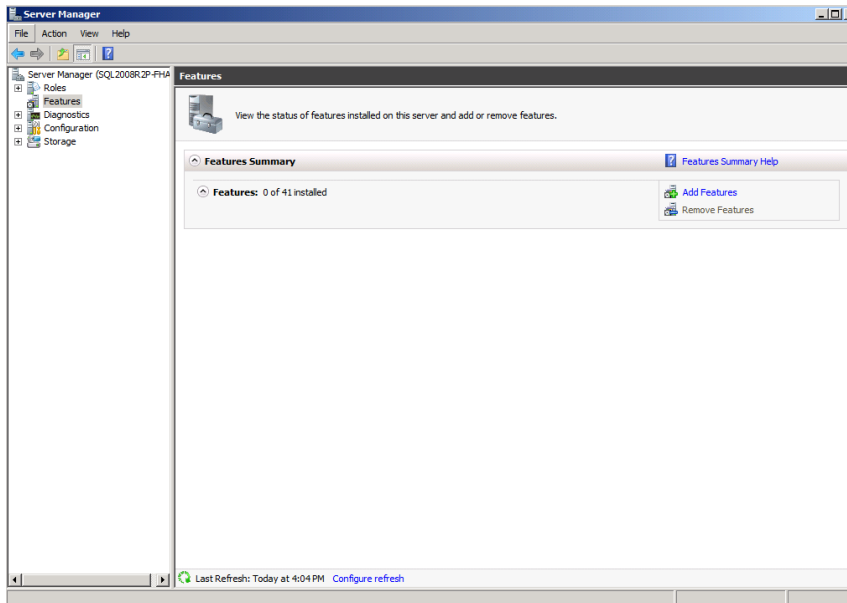 Server Manager
File Action View Help
Server Manager (SQL2008R2P-FHA
Roles
Features
Diagnostics
Configuration
Storage
Features
View the status of features installed on this server and add or remove features.
Features Summary
Features Summary Help
Features: 0 of 41 installed
Add Features
Remove Features
Last Refresh: Today at 4:04 PM Configure refresh